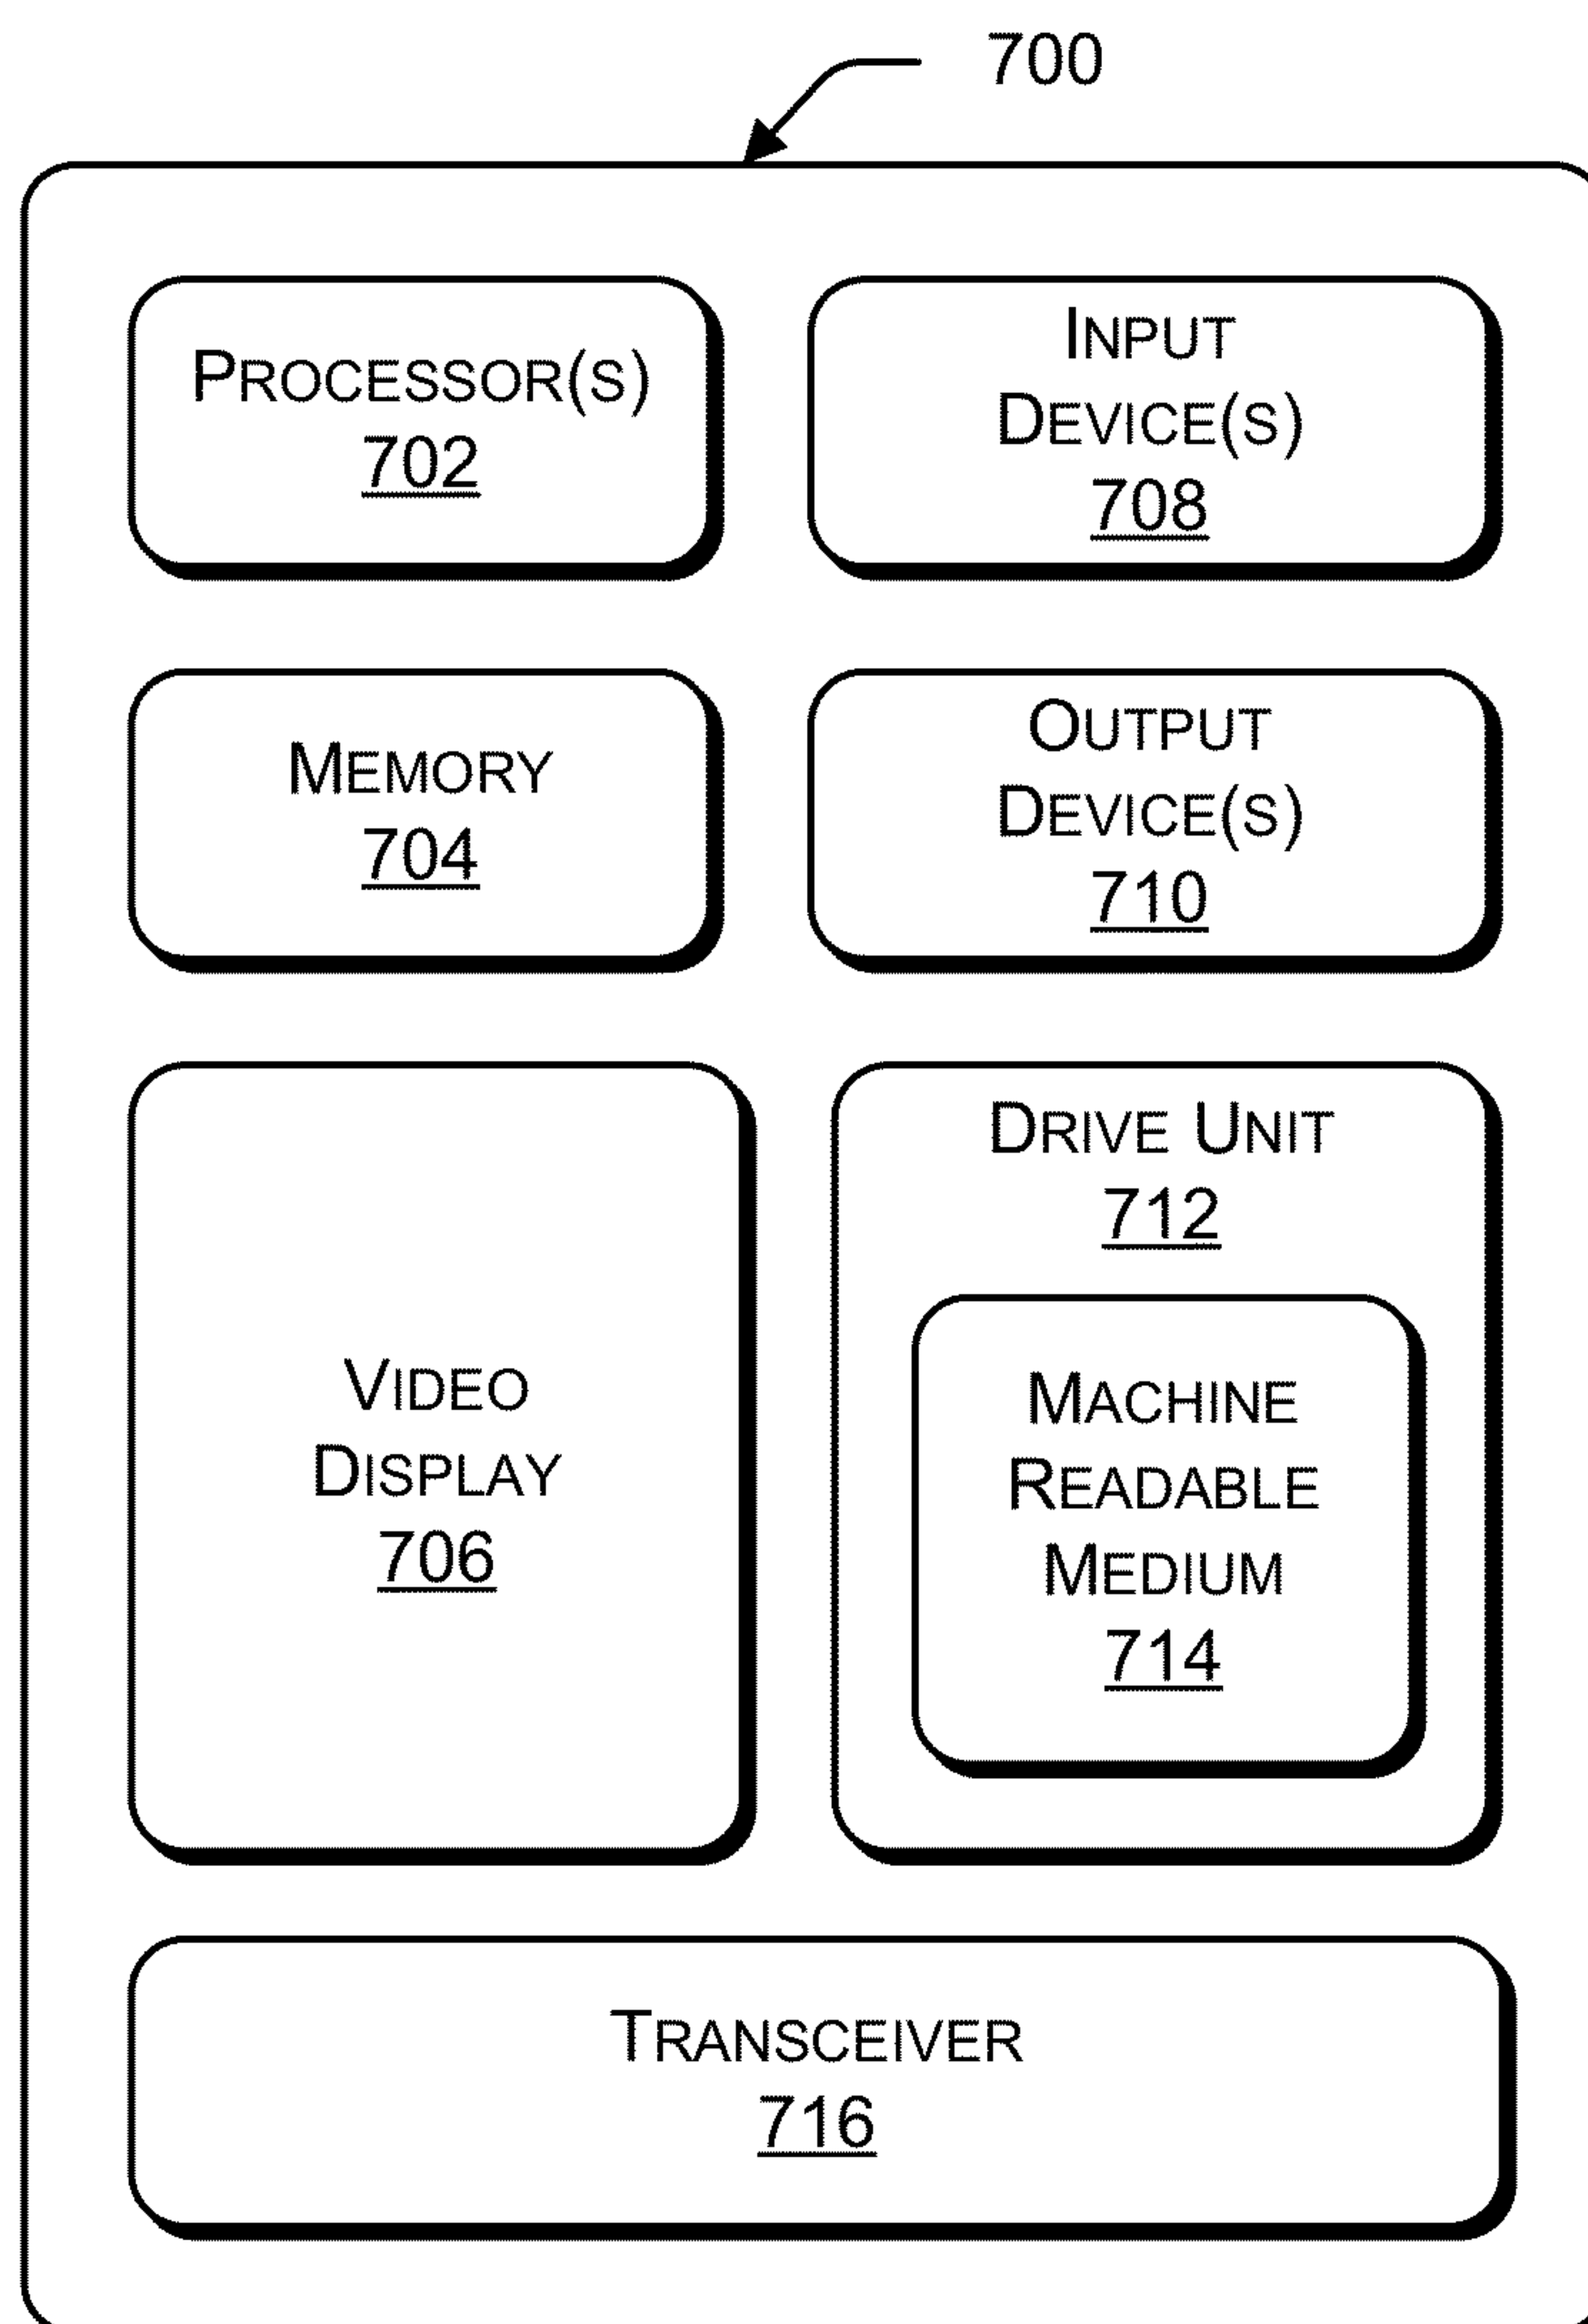 700
PROCESSOR(S)
702
INPUT
DEVICE(S)
708
MEMORY
704
OUTPUT
DEVICE(S)
710
VIDEO
DISPLAY
706
DRIVE UNIT
712
MACHINE
READABLE
MEDIUM
714
TRANSCEIVER
716